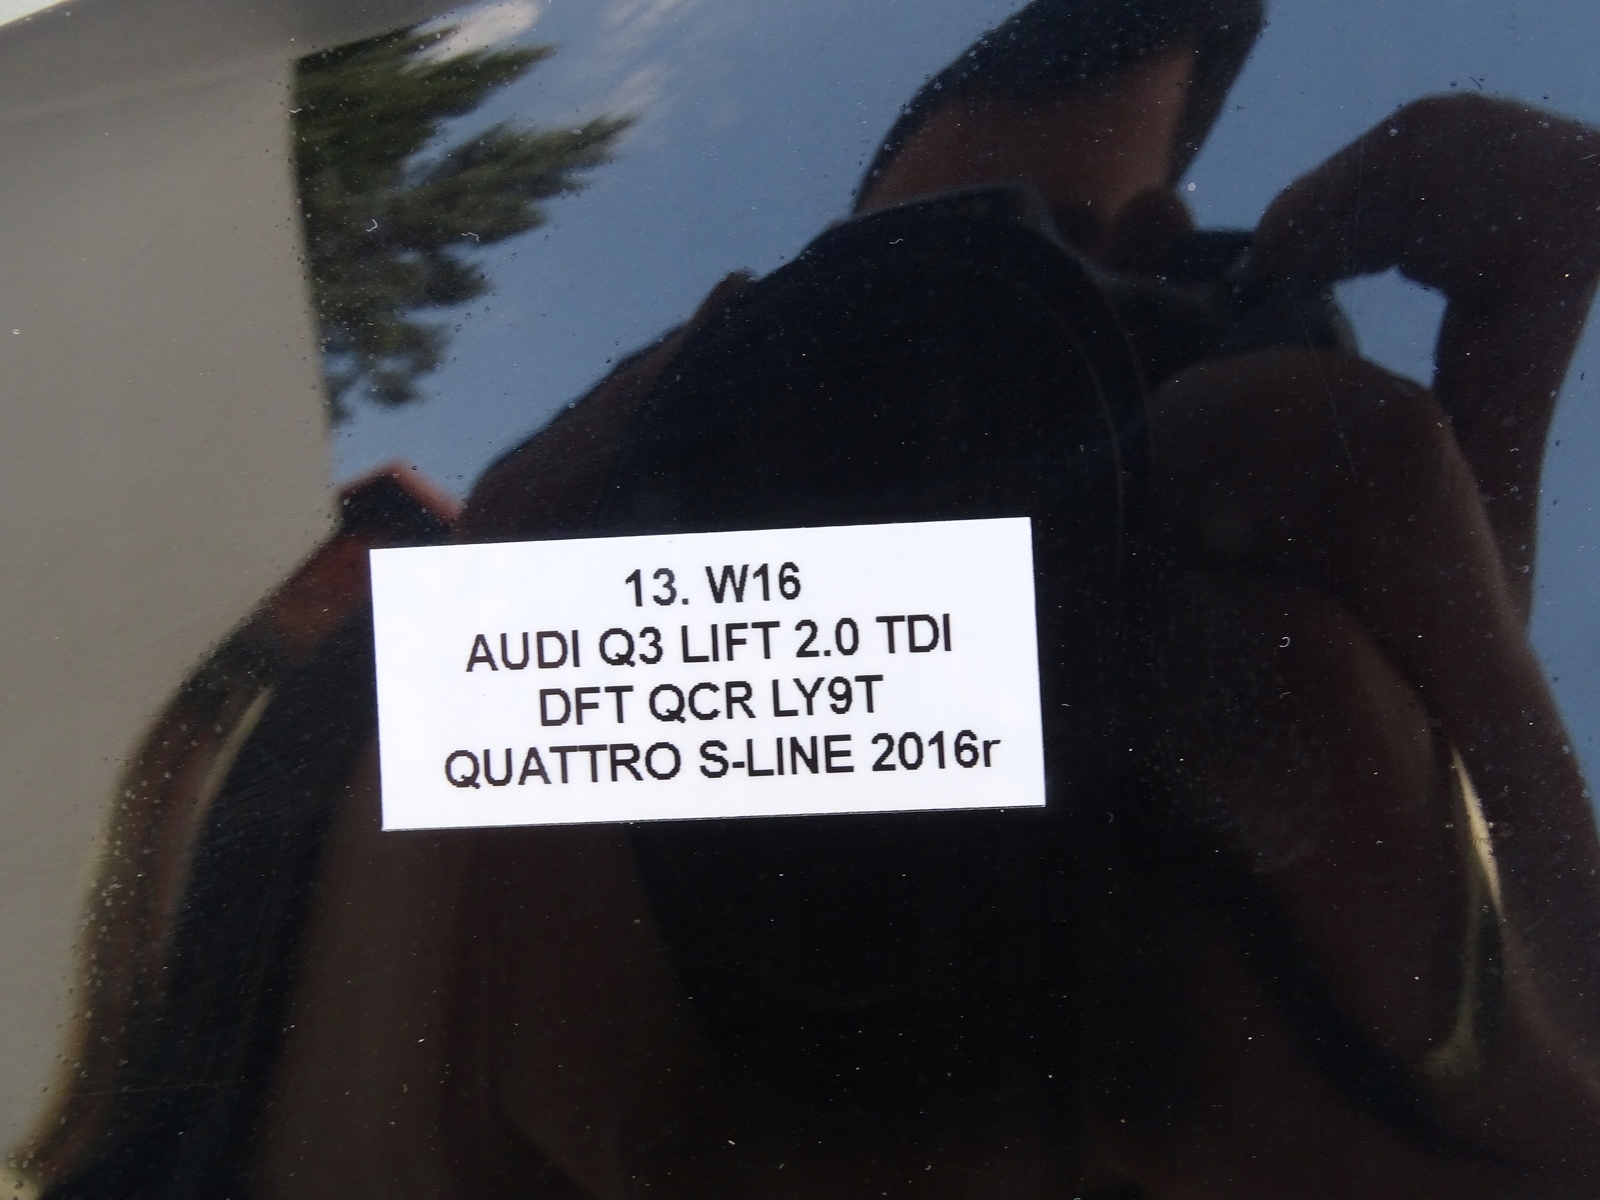 13. W16
AUDI Q3 LIFT 2.0 TDI
DFT QCR LY9T
QUATTRO S-LINE 2016r